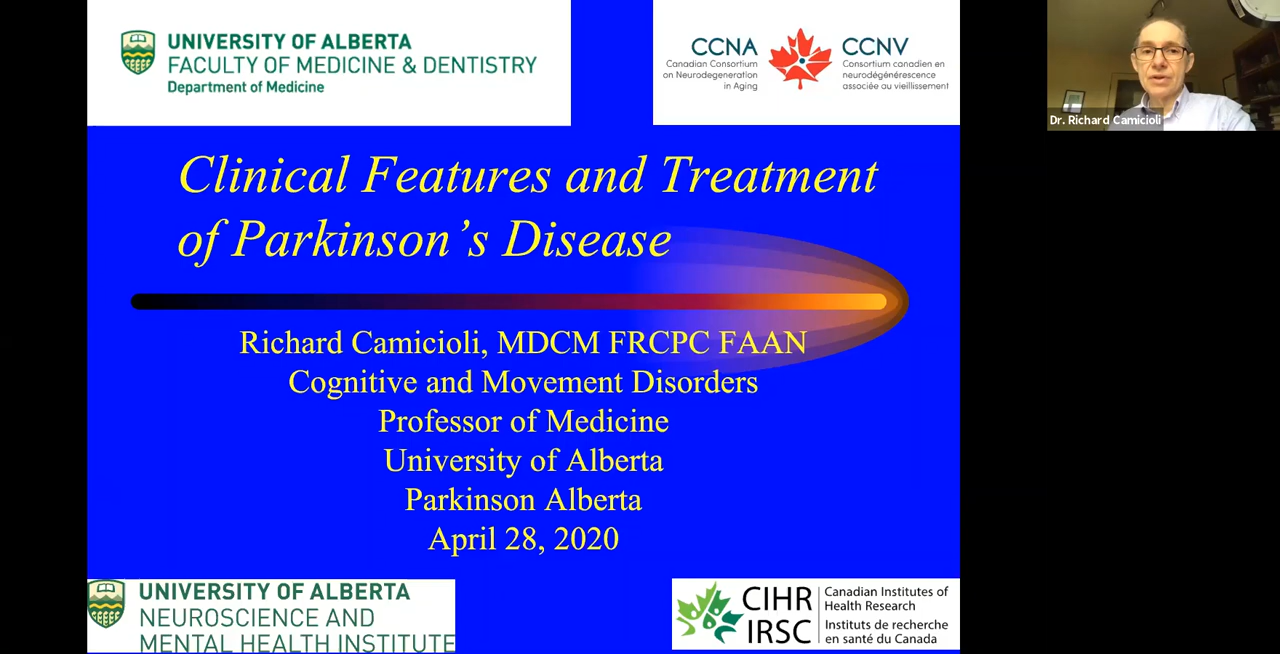 UNIVERSITY OF ALBERTA
FACULTY OF MEDICINE & DENTISTRY
Department of Medicine
CCNA
Canadian Consortium
on Neurodegeneration
in Aging
CCNV
Consortium canadien en
neurodégénérescence
associée au vieillissement
Dr. Richard Camicioli
Clinical Features and Treatment
of Parkinson’s Disease
Richard Camicioli, MDCM FRCPC FAAN
Cognitive and Movement Disorders
Professor of Medicine
University of Alberta
Parkinson Alberta
April 28, 2020
UNIVERSITY OF ALBERTA
NEUROSCIENCE AND
MENTAL HEALTH INSTITUTE
CIHR
IRSC
Canadian Institutes of
Health Research
Instituts de recherche
en santé du Canada